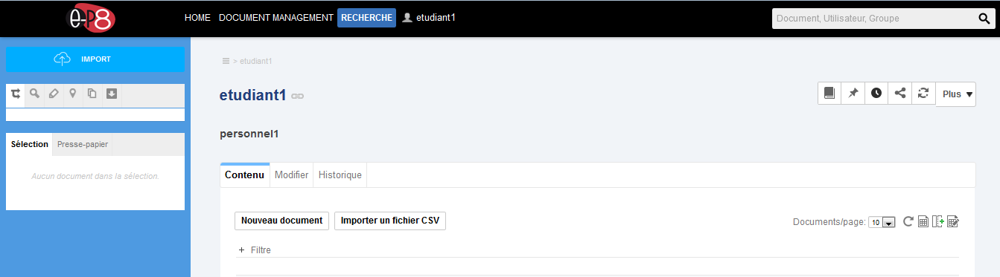 e-P8 HOME DOCUMENT MANAGEMENT RECHERCHE etudiant1 Document, Utilisateur, Groupe
IMPORT
> etudiant1
etudiant1
Plus
personnel1
Sélection Presse-papier
Aucun document dans la sélection.
Contenu Modifier Historique
Nouveau document Importer un fichier CSV Documents/page: 10
+ Filtre